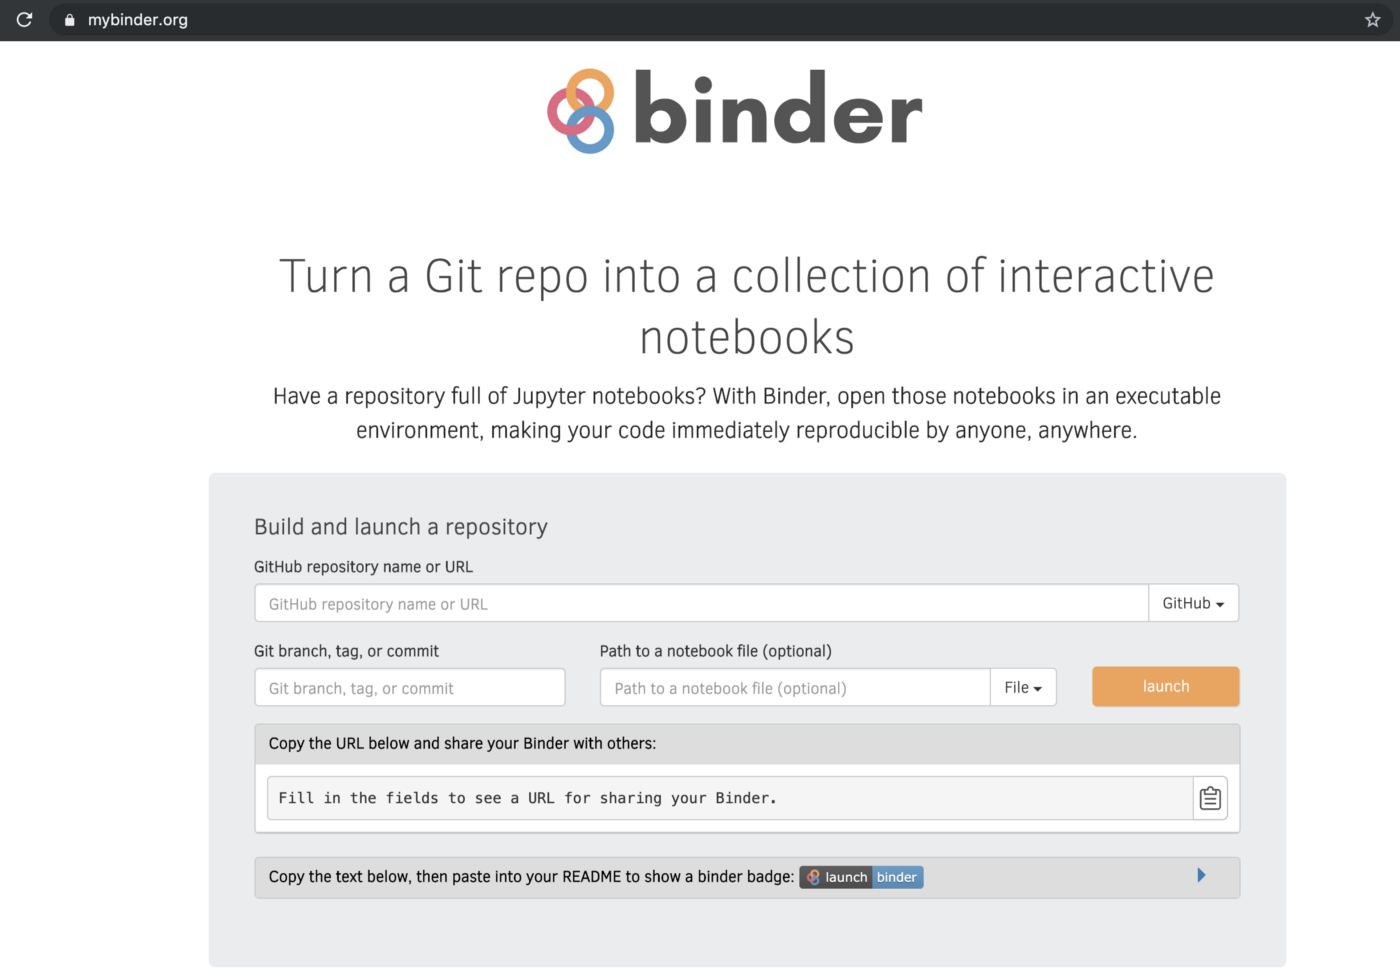 mybinder.org
binder
Turn a Git repo into a collection of interactive
notebooks
Have a repository full of Jupyter notebooks? With Binder, open those notebooks in an executable
environment, making your code immediately reproducible by anyone, anywhere.
Build and launch a repository
GitHub repository name or URL
GitHub repository name or URL GitHub
Git branch, tag, or commit Path to a notebook file (optional)
Git branch, tag, or commit Path to a notebook file (optional) File launch
Copy the URL below and share your Binder with others:
Fill in the fields to see a URL for sharing your Binder.
Copy the text below, then paste into your README to show a binder badge: launch binder